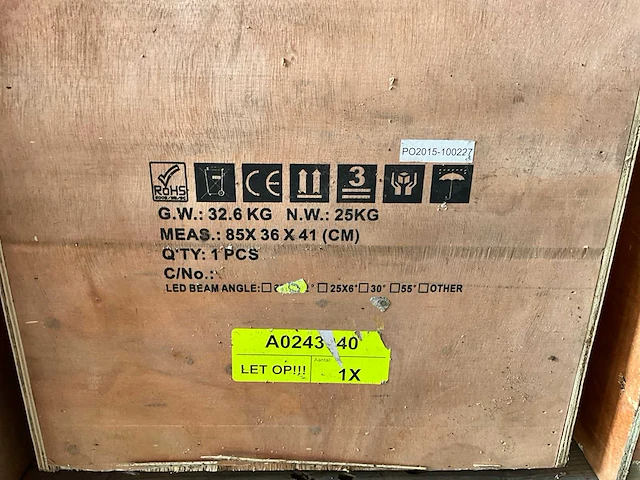 PO2015-100227
RoHS
CE
3
G.W.: 32.6 KG N.W.: 25KG
MEAS.: 85X 36 X 41 (CM)
Q'TY: 1 PCS
C/No.:
LED BEAM ANGLE: 25X6° 30° 55° OTHER
A0243 40
LET OP!!! Aantal 1X